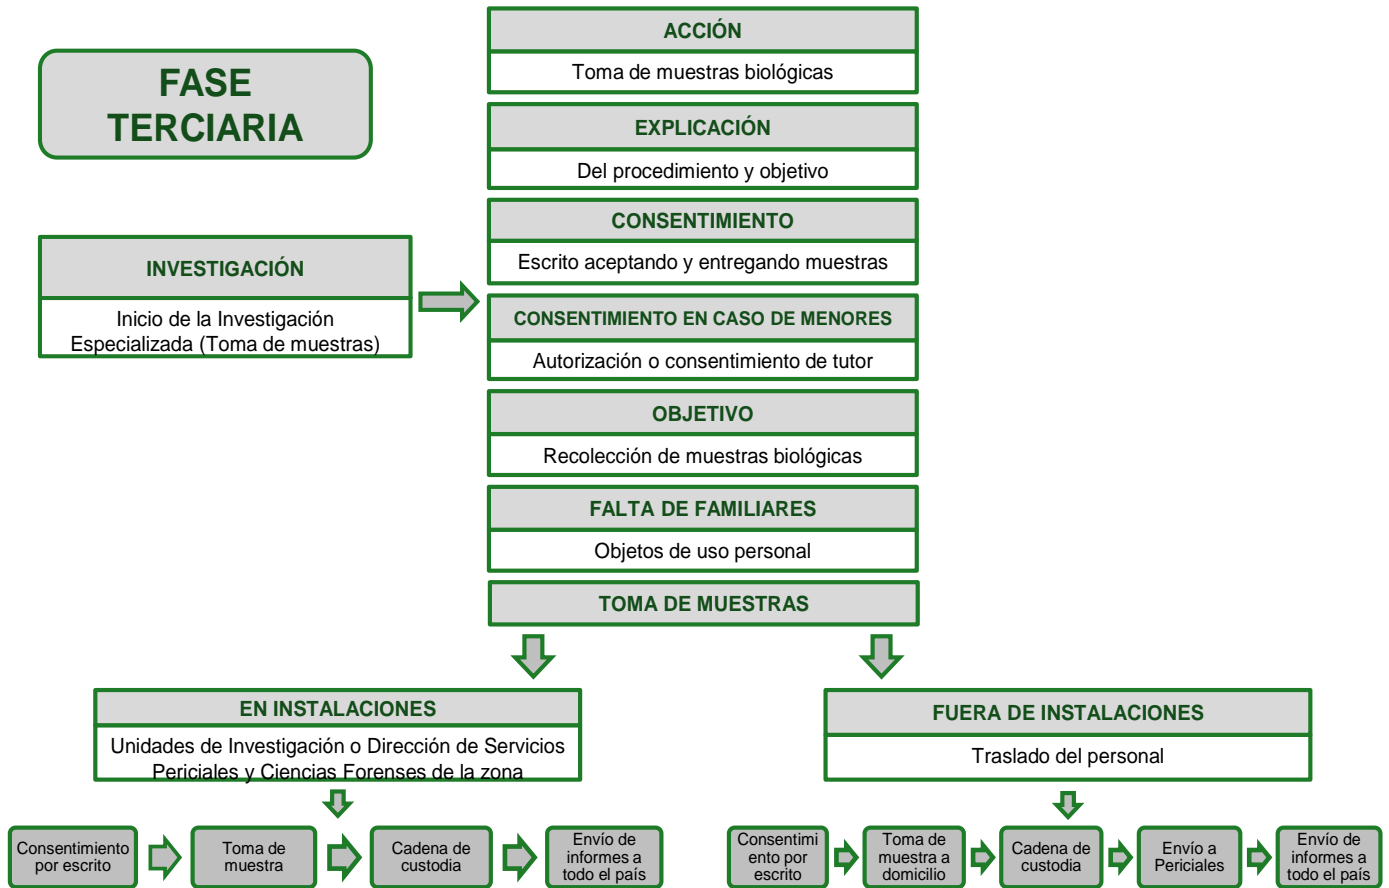 FASE
TERCIARIA
INVESTIGACIÓN
Inicio de la Investigación
Especializada (Toma de muestras)
ACCIÓN
Toma de muestras biológicas
EXPLICACIÓN
Del procedimiento y objetivo
CONSENTIMIENTO
Escrito aceptando y entregando muestras
CONSENTIMIENTO EN CASO DE MENORES
Autorización o consentimiento de tutor
OBJETIVO
Recolección de muestras biológicas
FALTA DE FAMILIARES
Objetos de uso personal
TOMA DE MUESTRAS
EN INSTALACIONES
Unidades de Investigación o Dirección de Servicios
Periciales y Ciencias Forenses de la zona
Consentimiento
por escrito
Toma de
muestra
Cadena de
custodia
Envío de
informes a
todo el país
FUERA DE INSTALACIONES
Traslado del personal
Consentimi
ento por
escrito
Toma de
muestra a
domicilio
Cadena de
custodia
Envío a
Periciales
Envío de
informes a
todo el país